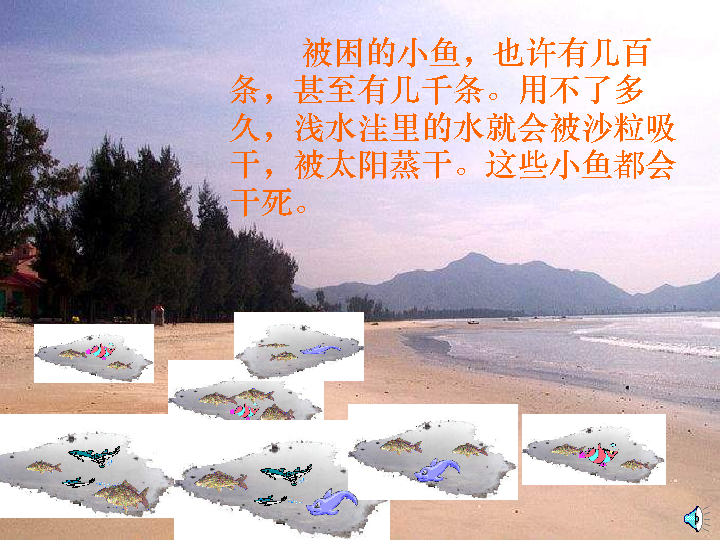 被困的小鱼，也许有几百
条，甚至有几千条。用不了多
久，浅水洼里的水就会被沙粒吸
干，被太阳蒸干。这些小鱼都会
干死。